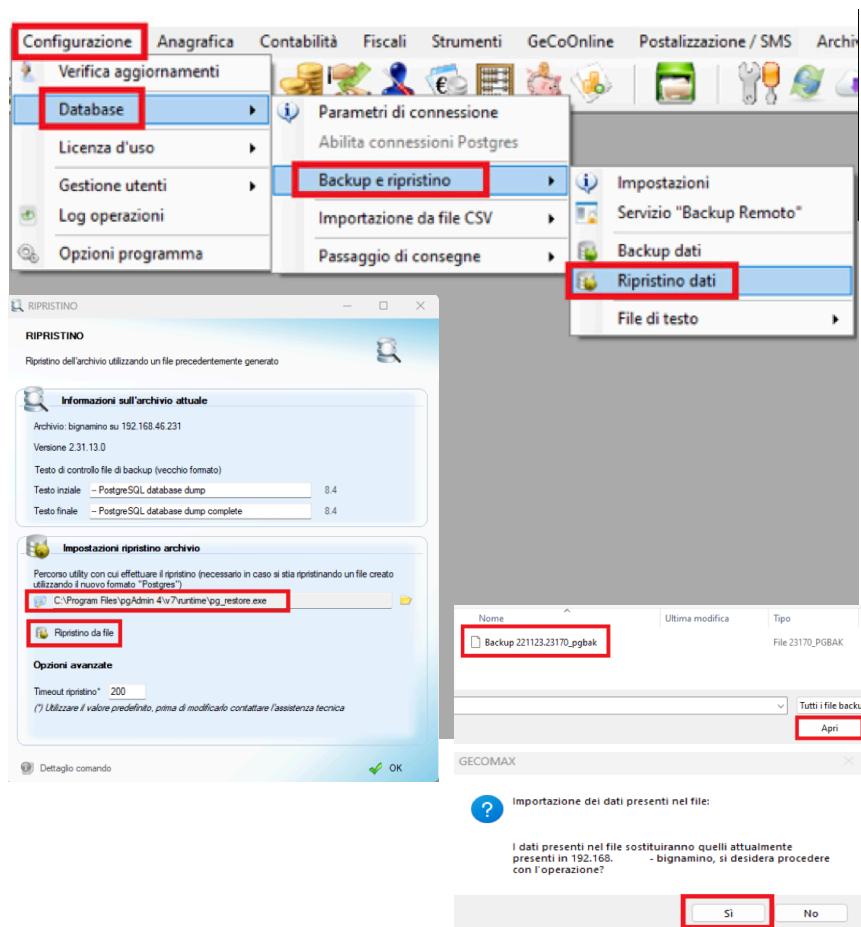 Configurazione Anagrafica Contabilità Fiscali Strumenti GeCoOnline Postalizzazione / SMS
Verifica aggiornamenti
Database
Licenza d'uso
Gestione utenti
Log operazioni
Opzioni programma
Parametri di connessione
Abilita connessioni Postgres
Backup e ripristino
Importazione da file CSV
Passaggio di consegne
Impostazioni
Servizio "Backup Remoto"
Backup dati
Ripristino dati
File di testo
RIPRISTINO
RIPRISTINO
Ripristino dell'archivio utilizzando un file precedentemente generato
Informazioni sull'archivio attuale
Archivio: bignamino su 192.168.46.231
Versione 2.31.13.0
Testo di controllo file di backup (vecchio formato)
Testo inziale -- PostgreSQL database dump 8.4
Testo finale -- PostgreSQL database dump complete 8.4
Impostazioni ripristino archivio
Percorso utility con cui effettuare il ripristino (necessario in caso si stia ripristinando un file creato
utilizzando il nuovo formato "Postgres")
C:\Program Files\pgAdmin 4\v7\runtime\pg_restore.exe
Ripristino da file
Opzioni avanzate
Timeout ripristino* 200
(*) Utilizzare il valore predefinito, prima di modificarlo contattare l'assistenza tecnica
Dettaglio comando
OK
Nome Ultima modifica Tipo
Backup 221123.23170_pgbak File 23170_PGBAK
Tutti i file backu
Apri
GECOMAX
Importazione dei dati presenti nel file:
I dati presenti nel file sostituiranno quelli attualmente
presenti in 192.168. - bignamino, si desidera procedere
con l'operazione?
Sì No